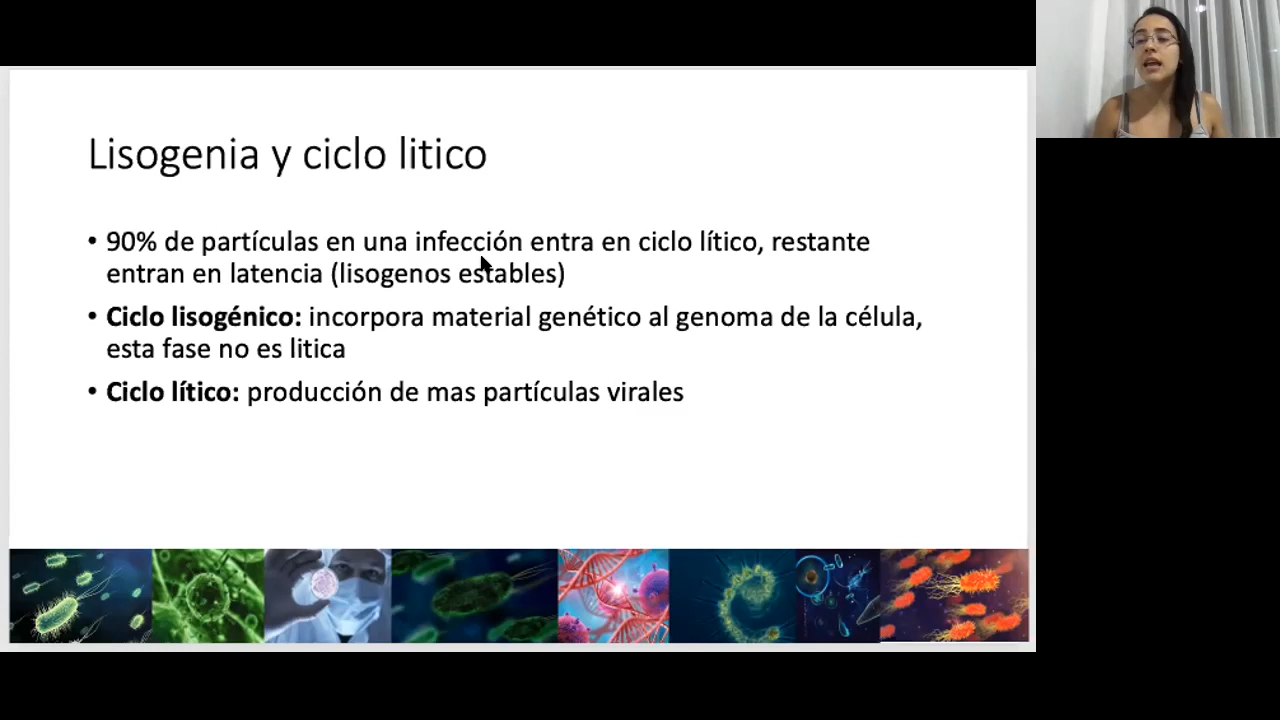 Lisogenia y ciclo litico
• 90% de partículas en una infección entra en ciclo lítico, restante
entran en latencia (lisogenos estables)
• Ciclo lisogénico: incorpora material genético al genoma de la célula,
esta fase no es litica
• Ciclo lítico: producción de mas partículas virales